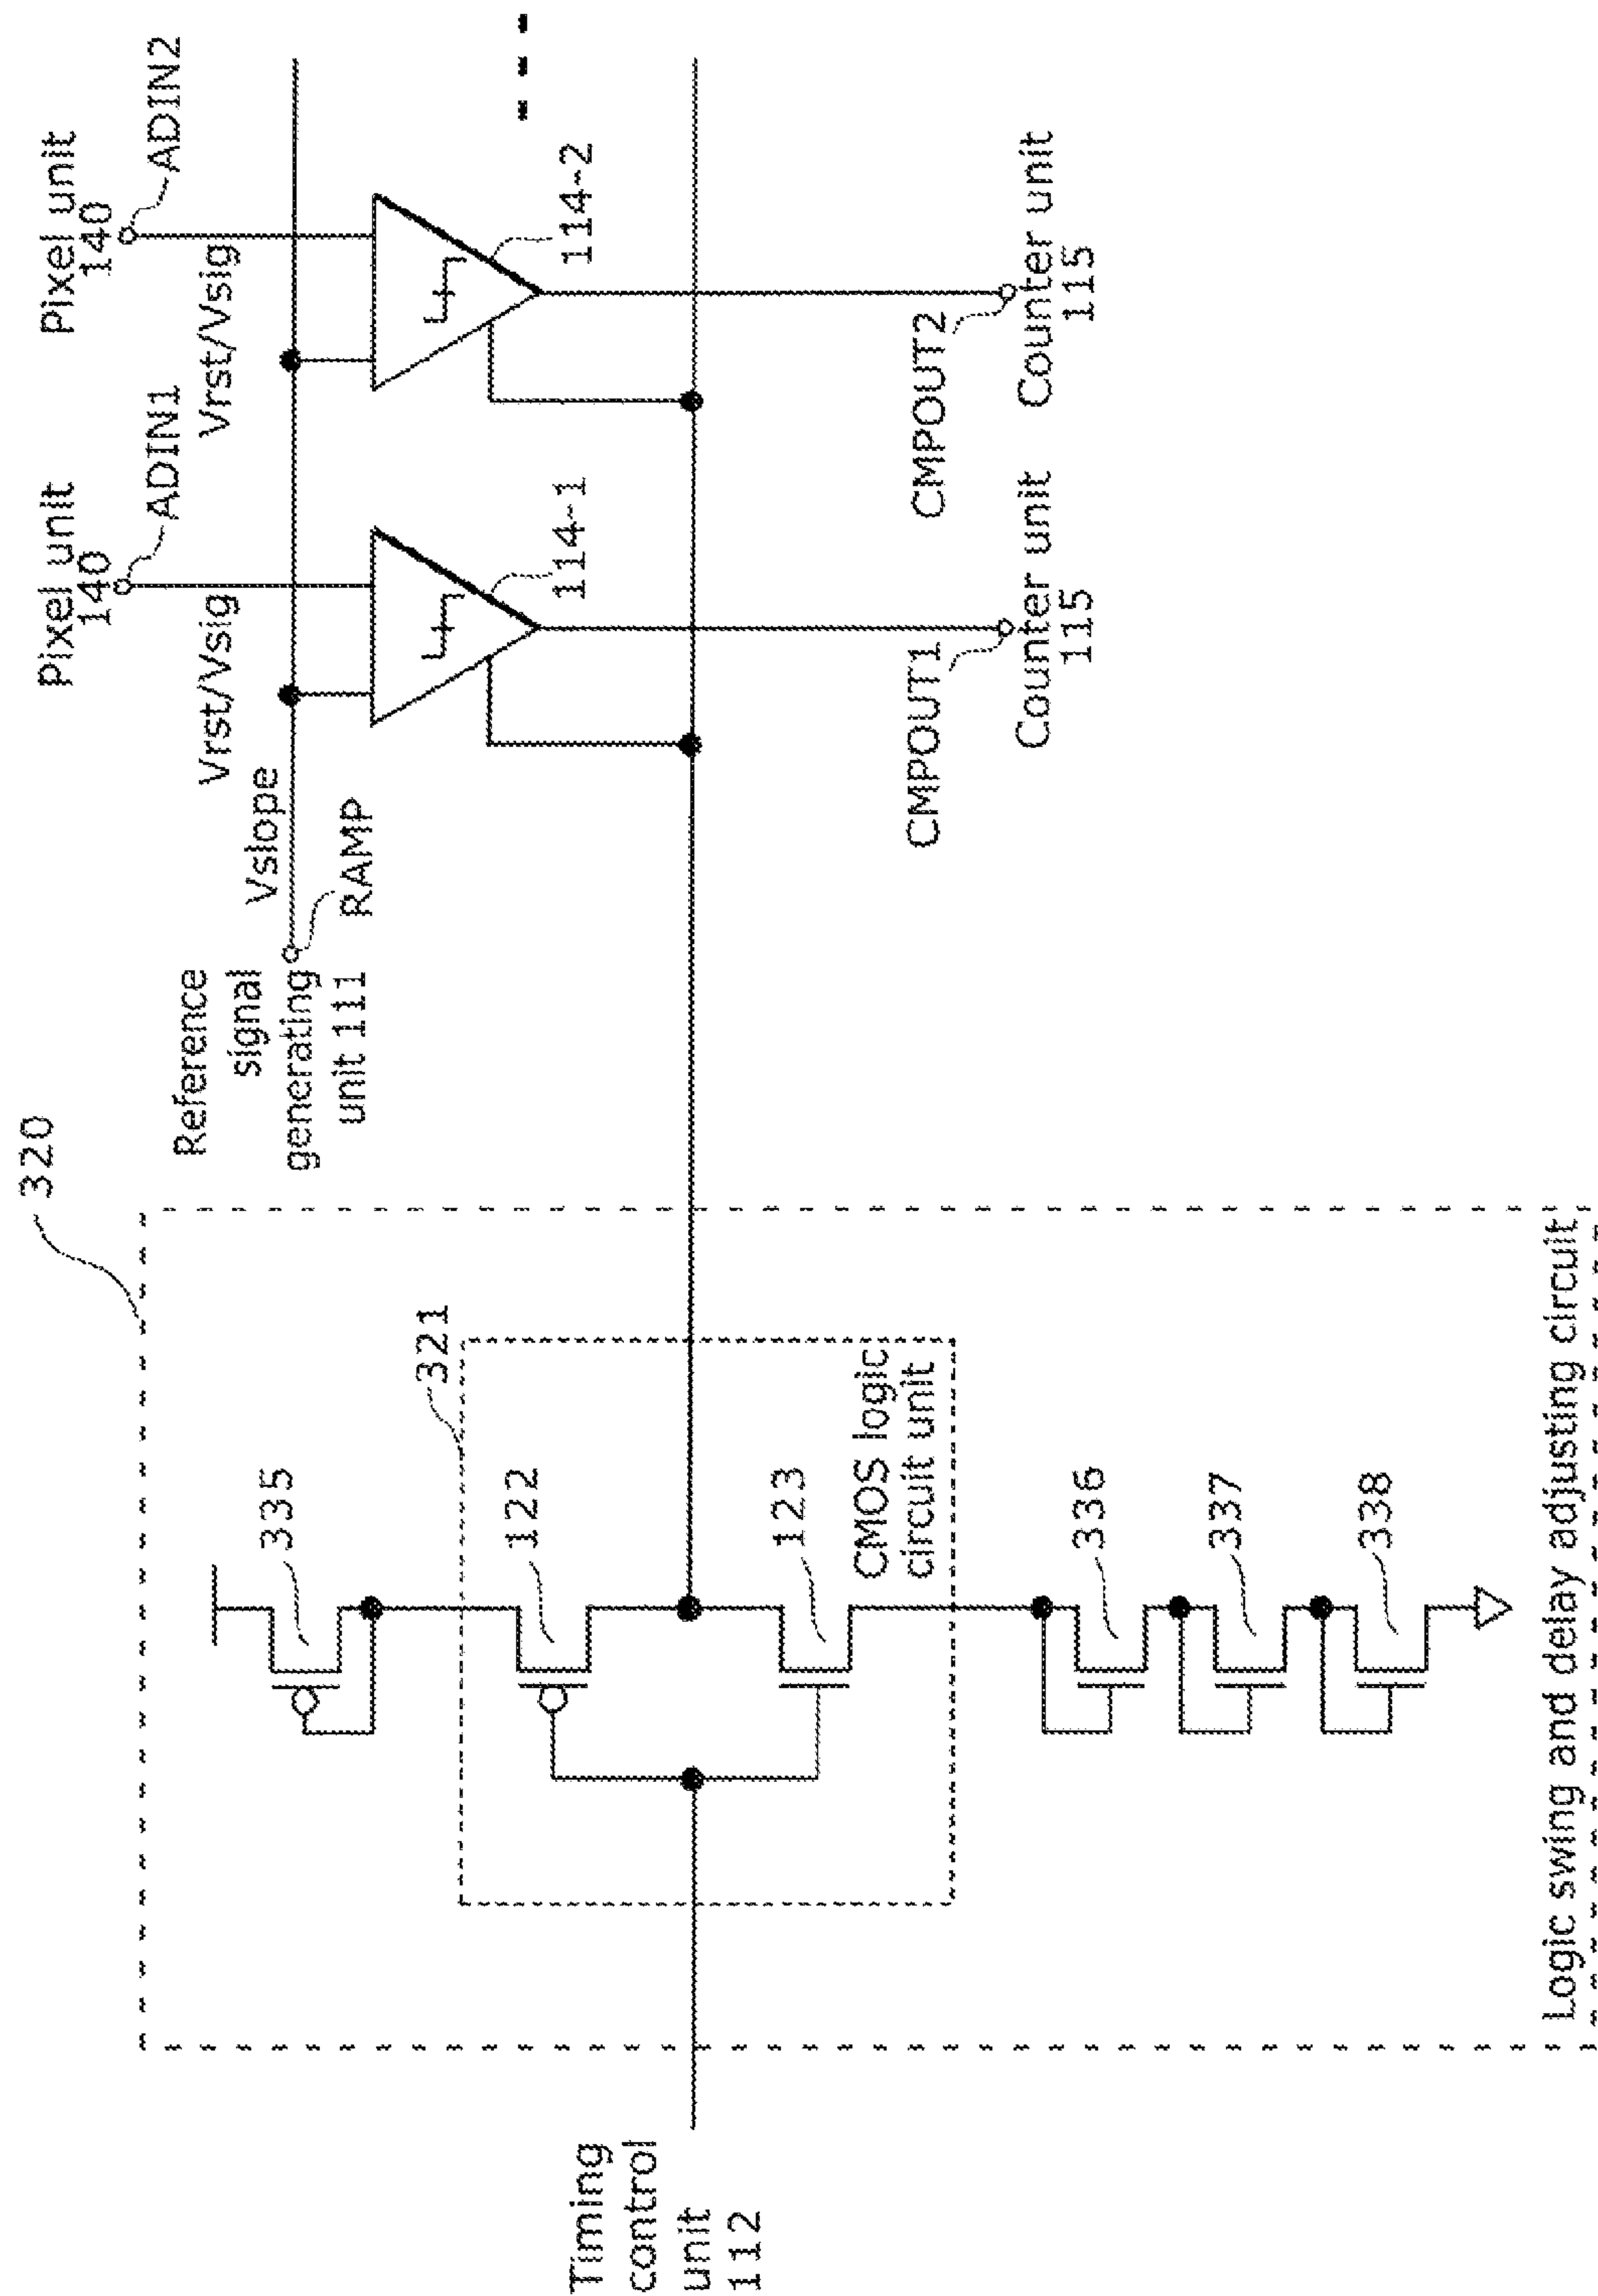 320
Pixel unit
140
ADIN1
Pixel unit
140
ADIN2
Vrst/Vsig
Vrst/Vsig
Reference
signal
generating
unit 111
Vslope
RAMP
335
321
122
114-1
114-2
Timing
control
unit
112
123
CMOS logic
circuit unit
CMPOUT1
CMPOUT2
Counter unit
115
Counter unit
115
336
337
338
Logic swing and delay adjusting circuit